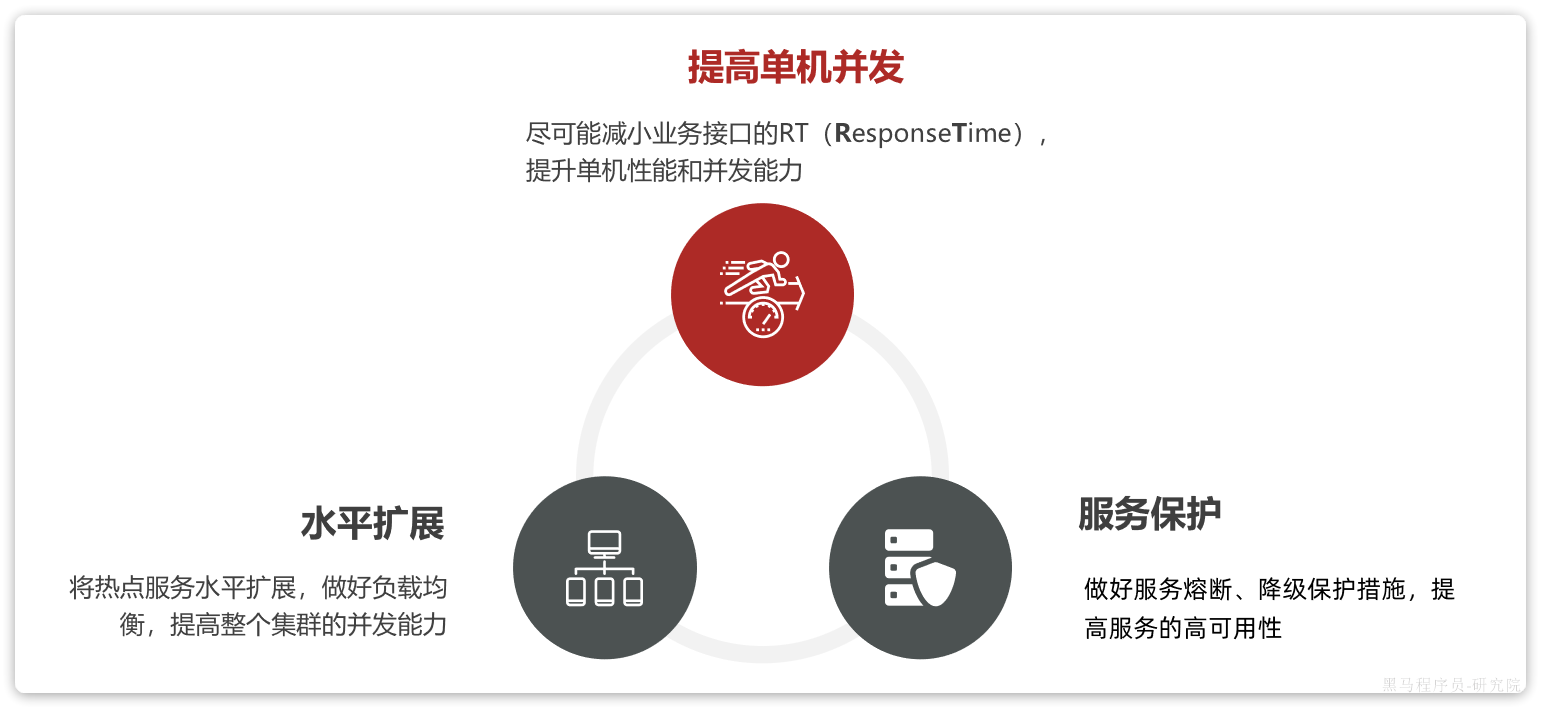 提高单机并发
尽可能减小业务接口的RT（ResponseTime），
提升单机性能和并发能力
水平扩展
将热点服务水平扩展，做好负载均
衡，提高整个集群的并发能力
服务保护
做好服务熔断、降级保护措施，提
高服务的高可用性
黑马程序员-研究院